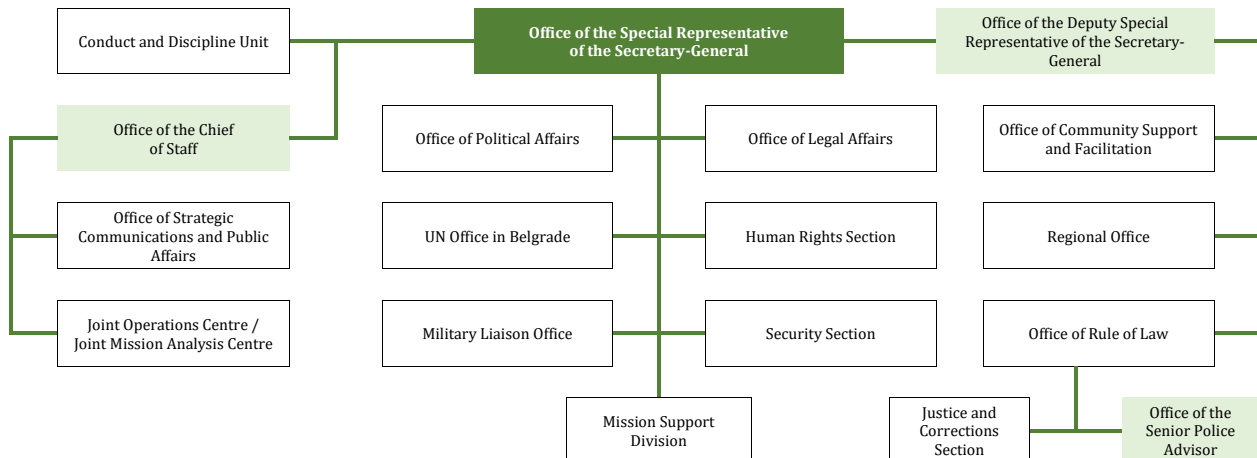 Conduct and Discipline Unit
Office of the Special Representative
of the Secretary-General
Office of the Deputy Special
Representative of the Secretary-
General
Office of the Chief
of Staff
Office of Political Affairs
Office of Legal Affairs
Office of Community Support
and Facilitation
Office of Strategic
Communications and Public
Affairs
UN Office in Belgrade
Human Rights Section
Regional Office
Joint Operations Centre /
Joint Mission Analysis Centre
Military Liaison Office
Security Section
Office of Rule of Law
Mission Support
Division
Justice and
Corrections
Section
Office of the
Senior Police
Advisor